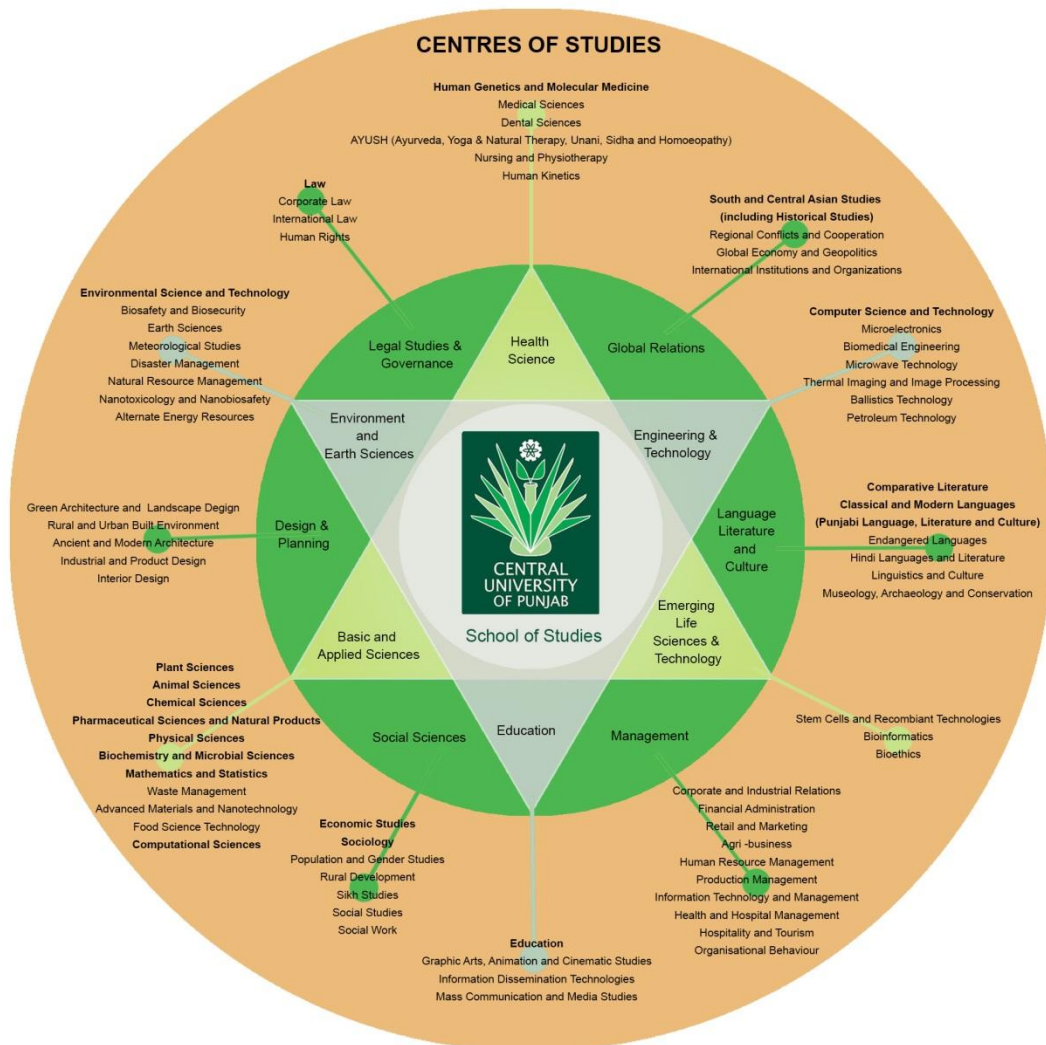 CENTRES OF STUDIES
Human Genetics and Molecular Medicine
Medical Sciences
Dental Sciences
AYUSH (Ayurveda, Yoga & Natural Therapy, Unani, Sidha and Homoeopathy)
Nursing and Physiotherapy
Human Kinetics
Law
Corporate Law
International Law
Human Rights
South and Central Asian Studies
(including Historical Studies)
Regional Conflicts and Cooperation
Global Economy and Geopolitics
International Institutions and Organizations
Environmental Science and Technology
Biosafety and Biosecurity
Earth Sciences
Meteorological Studies
Disaster Management
Natural Resource Management
Nanotoxicology and Nanobiosafety
Alternate Energy Resources
Computer Science and Technology
Microelectronics
Biomedical Engineering
Microwave Technology
Thermal Imaging and Image Processing
Ballistics Technology
Petroleum Technology
Legal Studies &
Governance
Health
Science
Global Relations
Environment
and
Earth Sciences
Engineering &
Technology
Green Architecture and Landscape Degign
Rural and Urban Built Environment
Ancient and Modern Architecture
Industrial and Product Design
Interior Design
Design &
Planning
CENTRAL
UNIVERSITY
OF PUNJAB
School of Studies
Language
Literature
and
Culture
Comparative Literature
Classical and Modern Languages
(Punjabi Language, Literature and Culture)
Endangered Languages
Hindi Languages and Literature
Linguistics and Culture
Museology, Archaeology and Conservation
Basic and
Applied Sciences
Emerging
Life
Sciences &
Technology
Plant Sciences
Animal Sciences
Chemical Sciences
Pharmaceutical Sciences and Natural Products
Physical Sciences
Biochemistry and Microbial Sciences
Mathematics and Statistics
Waste Management
Advanced Materials and Nanotechnology
Food Science Technology
Computational Sciences
Social Sciences
Education
Management
Stem Cells and Recombiant Technologies
Bioinformatics
Bioethics
Economic Studies
Sociology
Population and Gender Studies
Rural Development
Sikh Studies
Social Studies
Social Work
Education
Graphic Arts, Animation and Cinematic Studies
Information Dissemination Technologies
Mass Communication and Media Studies
Corporate and Industrial Relations
Financial Administration
Retail and Marketing
Agri -business
Human Resource Management
Production Management
Information Technology and Management
Health and Hospital Management
Hospitality and Tourism
Organisational Behaviour